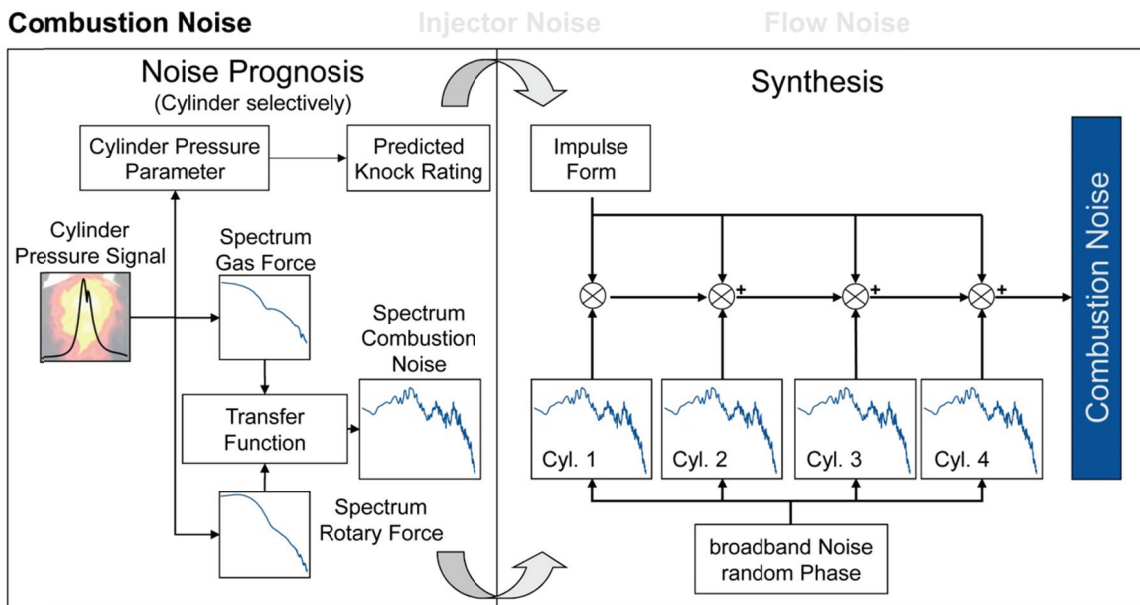 Combustion Noise
Injector Noise
Flow Noise
Noise Prognosis
(Cylinder selectively)
Cylinder Pressure
Parameter
Predicted
Knock Rating
Cylinder
Pressure Signal
Spectrum
Gas Force
Spectrum
Combustion
Noise
Transfer
Function
Spectrum
Rotary Force
Synthesis
Impulse
Form
+
+
+
Cyl. 1
Cyl. 2
Cyl. 3
Cyl. 4
broadband Noise
random Phase
Combustion Noise